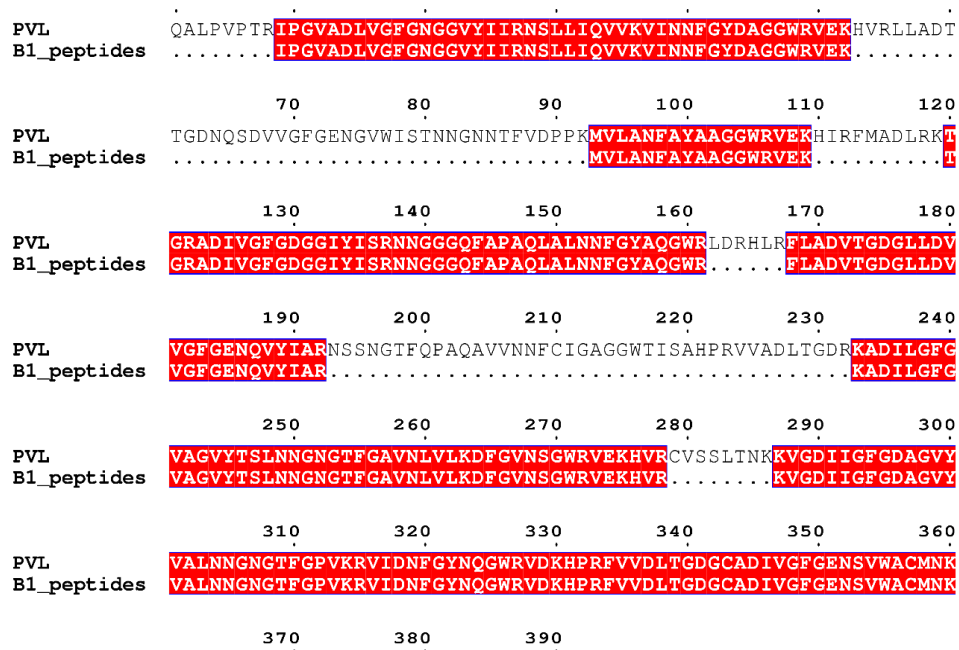 PVL QALPVPTRIPGVADLVGFGNGGVYIIRNSLLIQVVKVINNFGYDAGGWRVEKHVRLLADT
B1_peptides ........IPGVADLVGFGNGGVYIIRNSLLIQVVKVINNFGYDAGGWRVEK........
70 80 90 100 110 120
PVL TGDNQSDVVGFGENGVWISTNNGNNTFVDPPKMVLANFAYAAGGWRVEKHIRFMADLRKT
B1_peptides ................................MVLANFAYAAGGWRVEK..........T
130 140 150 160 170 180
PVL GRADIVGFGDGGIYISRNNGGGQFAPAQLALNNFGYAQGWRLDRHLRFLADVTGDGLLDV
B1_peptides GRADIVGFGDGGIYISRNNGGGQFAPAQLALNNFGYAQGWR......FLADVTGDGLLDV
190 200 210 220 230 240
PVL VGFGENQVYIARNSSNGTFQPAQAVVNNFCIGAGGWTISAHPRVVADLTGDRKADILGFG
B1_peptides VGFGENQVYIAR........................................KADILGFG
250 260 270 280 290 300
PVL VAGVYTSLNNGNGTFGAVNLVLKDFGVNSGWRVEKHVRCVSSLTNKKVGDIIGFGDAGVY
B1_peptides VAGVYTSLNNGNGTFGAVNLVLKDFGVNSGWRVEKHVR........KVGDIIGFGDAGVY
310 320 330 340 350 360
PVL VALNNGNGTFGPVKRVIDNFGYNQGWRVDKHPRFVVDLTGDGCADIVGFGENSVWACMNK
B1_peptides VALNNGNGTFGPVKRVIDNFGYNQGWRVDKHPRFVVDLTGDGCADIVGFGENSVWACMNK
370 380 390